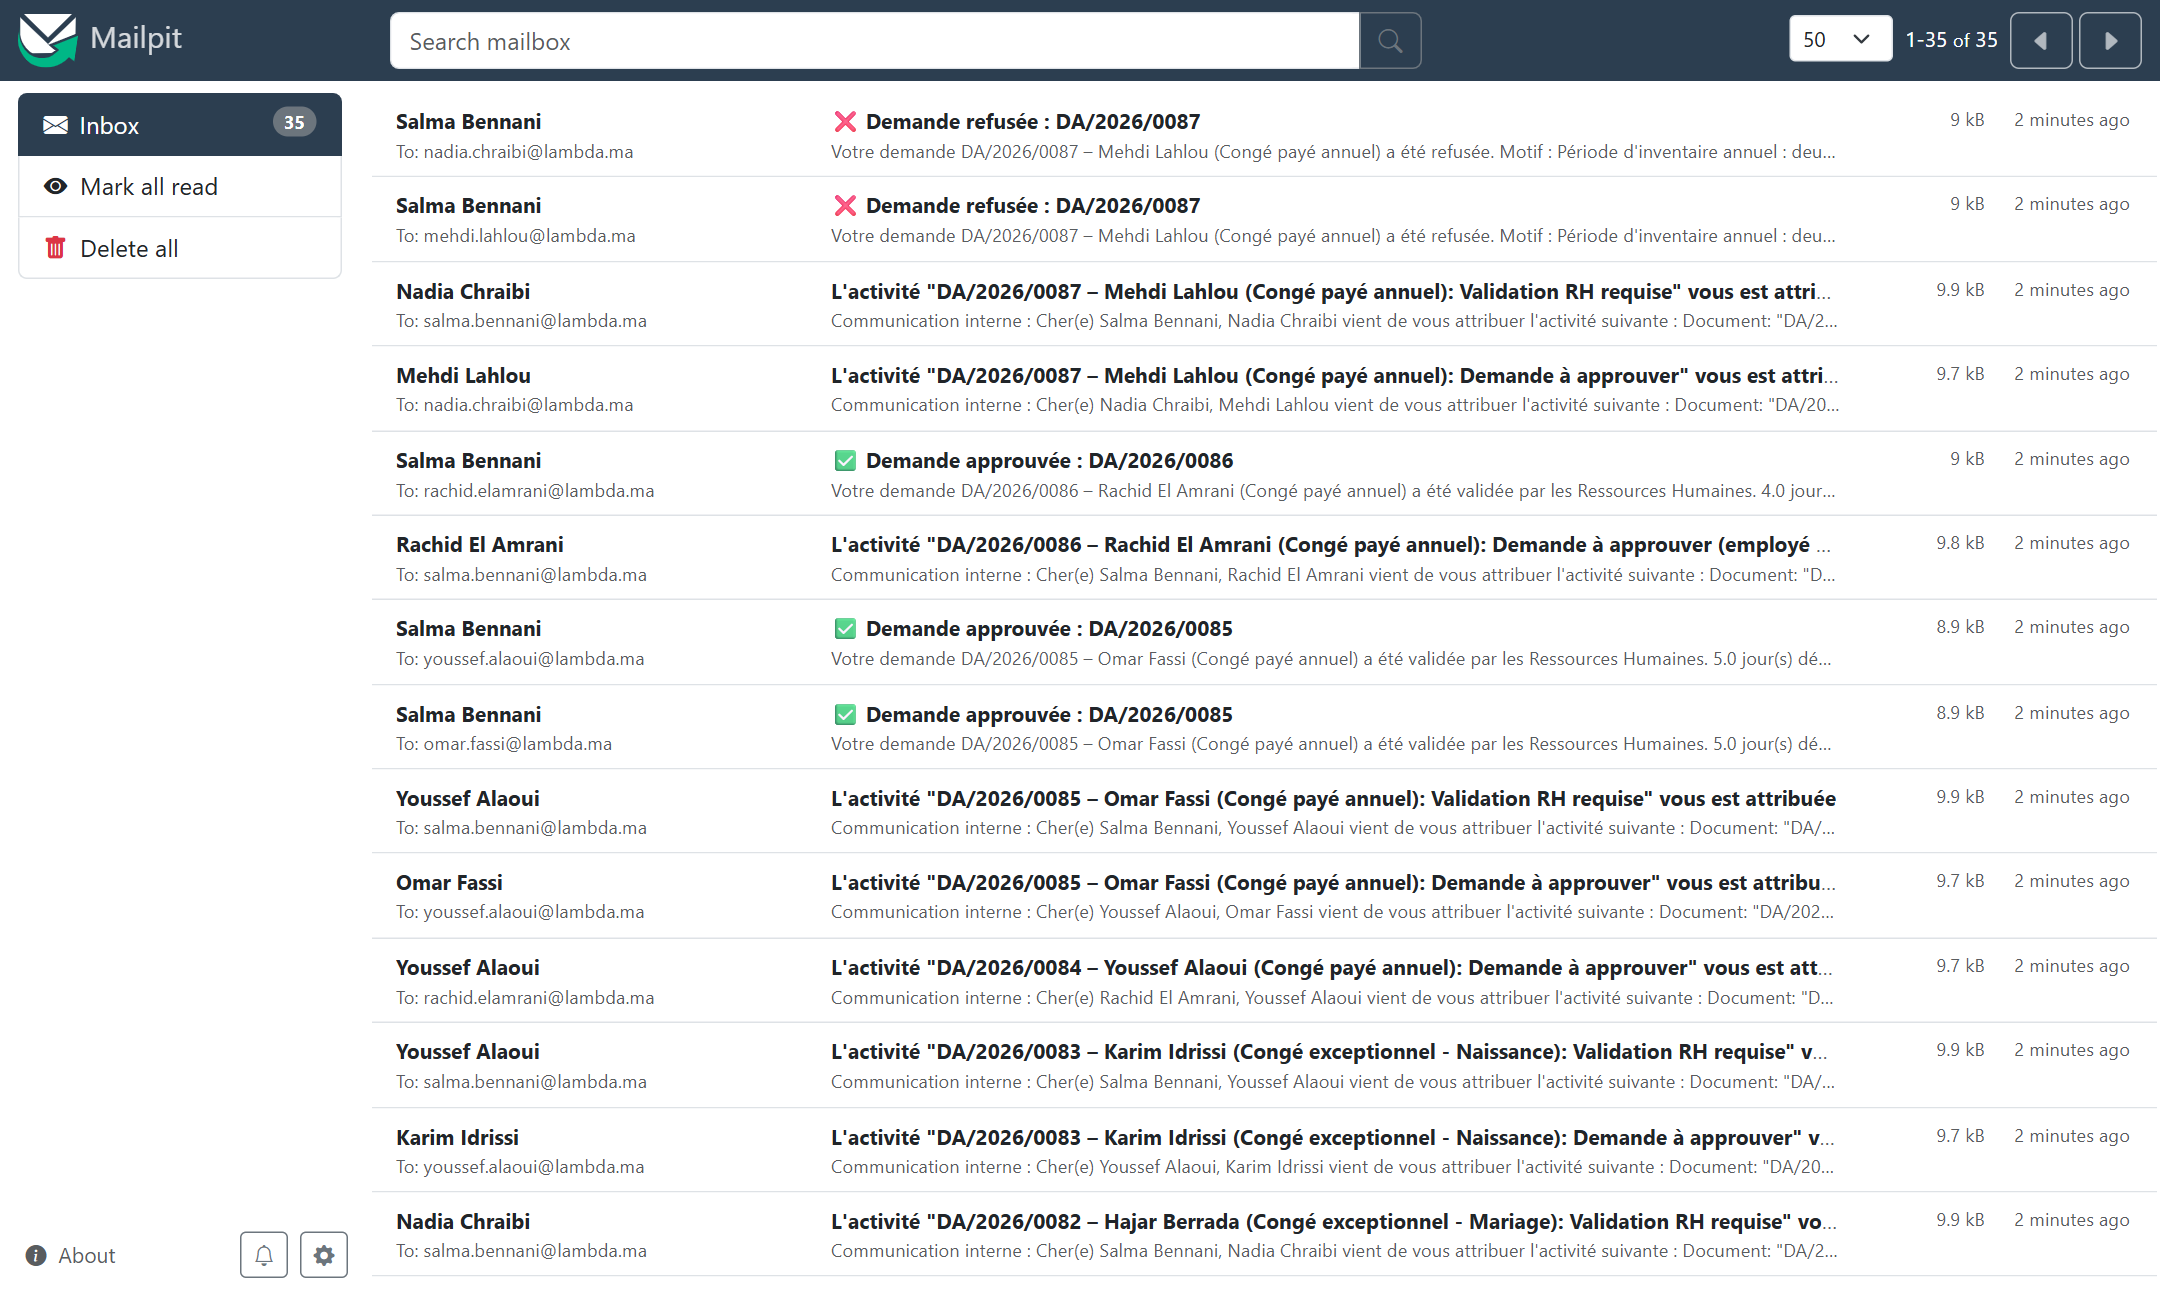 Mailpit
Search mailbox
50
1-35 of 35
Inbox 35
Mark all read
Delete all
Salma Bennani ❌ Demande refusée : DA/2026/0087 9 kB 2 minutes ago
To: nadia.chraibi@lambda.ma Votre demande DA/2026/0087 – Mehdi Lahlou (Congé payé annuel) a été refusée. Motif : Période d'inventaire annuel : deu...
Salma Bennani ❌ Demande refusée : DA/2026/0087 9 kB 2 minutes ago
To: mehdi.lahlou@lambda.ma Votre demande DA/2026/0087 – Mehdi Lahlou (Congé payé annuel) a été refusée. Motif : Période d'inventaire annuel : deu...
Nadia Chraibi L'activité "DA/2026/0087 – Mehdi Lahlou (Congé payé annuel): Validation RH requise" vous est attri... 9.9 kB 2 minutes ago
To: salma.bennani@lambda.ma Communication interne : Cher(e) Salma Bennani, Nadia Chraibi vient de vous attribuer l'activité suivante : Document: "DA/2...
Mehdi Lahlou L'activité "DA/2026/0087 – Mehdi Lahlou (Congé payé annuel): Demande à approuver" vous est attri... 9.7 kB 2 minutes ago
To: nadia.chraibi@lambda.ma Communication interne : Cher(e) Nadia Chraibi, Mehdi Lahlou vient de vous attribuer l'activité suivante : Document: "DA/20...
Salma Bennani ✅ Demande approuvée : DA/2026/0086 9 kB 2 minutes ago
To: rachid.elamrani@lambda.ma Votre demande DA/2026/0086 – Rachid El Amrani (Congé payé annuel) a été validée par les Ressources Humaines. 4.0 jour...
Rachid El Amrani L'activité "DA/2026/0086 – Rachid El Amrani (Congé payé annuel): Demande à approuver (employé ... 9.8 kB 2 minutes ago
To: salma.bennani@lambda.ma Communication interne : Cher(e) Salma Bennani, Rachid El Amrani vient de vous attribuer l'activité suivante : Document: "D...
Salma Bennani ✅ Demande approuvée : DA/2026/0085 8.9 kB 2 minutes ago
To: youssef.alaoui@lambda.ma Votre demande DA/2026/0085 – Omar Fassi (Congé payé annuel) a été validée par les Ressources Humaines. 5.0 jour(s) dé...
Salma Bennani ✅ Demande approuvée : DA/2026/0085 8.9 kB 2 minutes ago
To: omar.fassi@lambda.ma Votre demande DA/2026/0085 – Omar Fassi (Congé payé annuel) a été validée par les Ressources Humaines. 5.0 jour(s) dé...
Youssef Alaoui L'activité "DA/2026/0085 – Omar Fassi (Congé payé annuel): Validation RH requise" vous est attribuée 9.9 kB 2 minutes ago
To: salma.bennani@lambda.ma Communication interne : Cher(e) Salma Bennani, Youssef Alaoui vient de vous attribuer l'activité suivante : Document: "DA/...
Omar Fassi L'activité "DA/2026/0085 – Omar Fassi (Congé payé annuel): Demande à approuver" vous est attribu... 9.7 kB 2 minutes ago
To: youssef.alaoui@lambda.ma Communication interne : Cher(e) Youssef Alaoui, Omar Fassi vient de vous attribuer l'activité suivante : Document: "DA/202...
Youssef Alaoui L'activité "DA/2026/0084 – Youssef Alaoui (Congé payé annuel): Demande à approuver" vous est att... 9.7 kB 2 minutes ago
To: rachid.elamrani@lambda.ma Communication interne : Cher(e) Rachid El Amrani, Youssef Alaoui vient de vous attribuer l'activité suivante : Document: "D...
Youssef Alaoui L'activité "DA/2026/0083 – Karim Idrissi (Congé exceptionnel - Naissance): Validation RH requise" v... 9.9 kB 2 minutes ago
To: salma.bennani@lambda.ma Communication interne : Cher(e) Salma Bennani, Youssef Alaoui vient de vous attribuer l'activité suivante : Document: "DA/...
Karim Idrissi L'activité "DA/2026/0083 – Karim Idrissi (Congé exceptionnel - Naissance): Demande à approuver" v... 9.7 kB 2 minutes ago
To: youssef.alaoui@lambda.ma Communication interne : Cher(e) Youssef Alaoui, Karim Idrissi vient de vous attribuer l'activité suivante : Document: "DA/20...
Nadia Chraibi L'activité "DA/2026/0082 – Hajar Berrada (Congé exceptionnel - Mariage): Validation RH requise" vo... 9.9 kB 2 minutes ago
To: salma.bennani@lambda.ma Communication interne : Cher(e) Salma Bennani, Nadia Chraibi vient de vous attribuer l'activité suivante : Document: "DA/2...
About